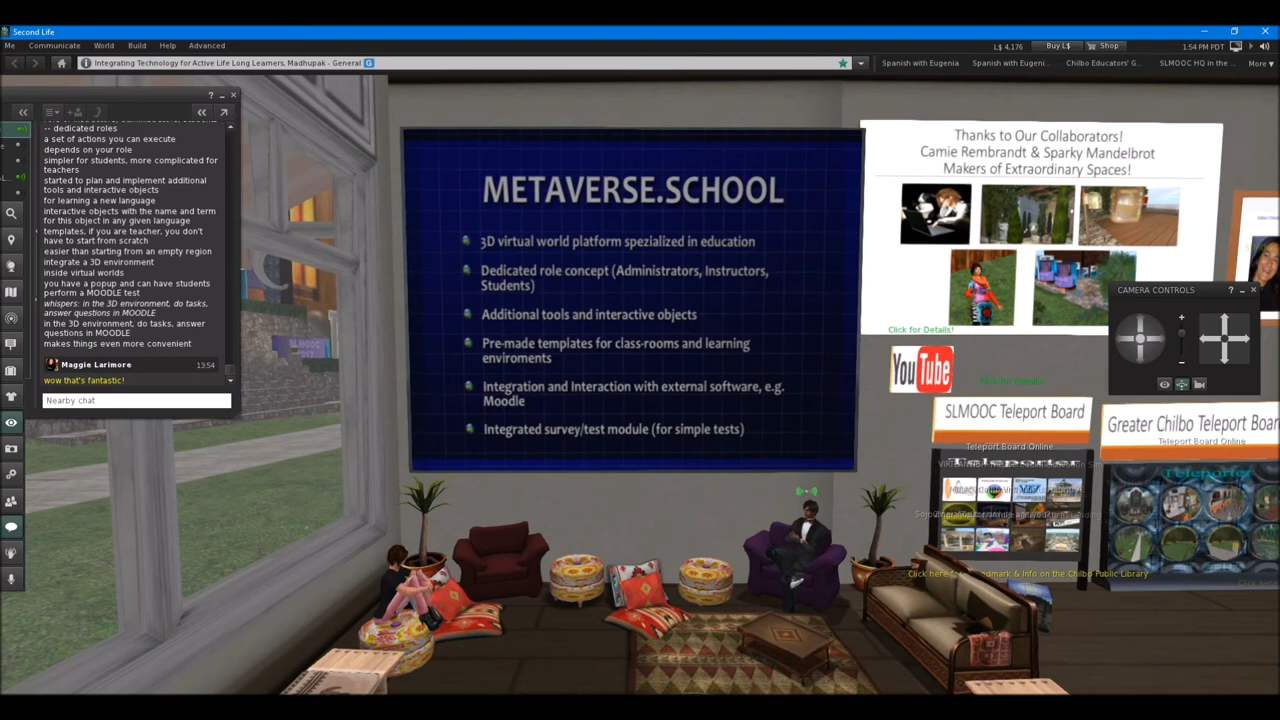 Second Life
Me Communicate World Build Help Advanced
L$ 4,176 Buy L$ Shop 1:54 PM PDT
Integrating Technology for Active Life Long Learners, Madhupak - General G
Spanish with Eugenia Spanish with Eugeni... Chilbo Educators' G... SLMOOC HQ in the ... More
-- dedicated roles
a set of actions you can execute
depends on your role
simpler for students, more complicated for
teachers
started to plan and implement additional
tools and interactive objects
for learning a new language
interactive objects with the name and term
for this object in any given language
templates, if you are teacher, you don't
have to start from scratch
easier than starting from an empty region
integrate a 3D environment
inside virtual worlds
you have a popup and can have students
perform a MOODLE test
whispers: in the 3D environment, do tasks,
answer questions in MOODLE
in the 3D environment, do tasks, answer
questions in MOODLE
makes things even more convenient
Maggie Larimore 13:54
wow that's fantastic!
Nearby chat
METAVERSE.SCHOOL
3D virtual world platform spezialized in education
Dedicated role concept (Administrators, Instructors,
Students)
Additional tools and interactive objects
Pre-made templates for class-rooms and learning
enviroments
Integration and Interaction with external software, e.g.
Moodle
Integrated survey/test module (for simple tests)
Thanks to Our Collaborators!
Camie Rembrandt & Sparky Mandelbrot
Makers of Extraordinary Spaces!
Click for Details!
CAMERA CONTROLS
YouTube
SLMOOC Teleport Board
Teleport Board Online
Greater Chilbo Teleport Boar
Teleport Board Online
Teleporter
Click here for Landmark & Info on the Chilbo Public Library